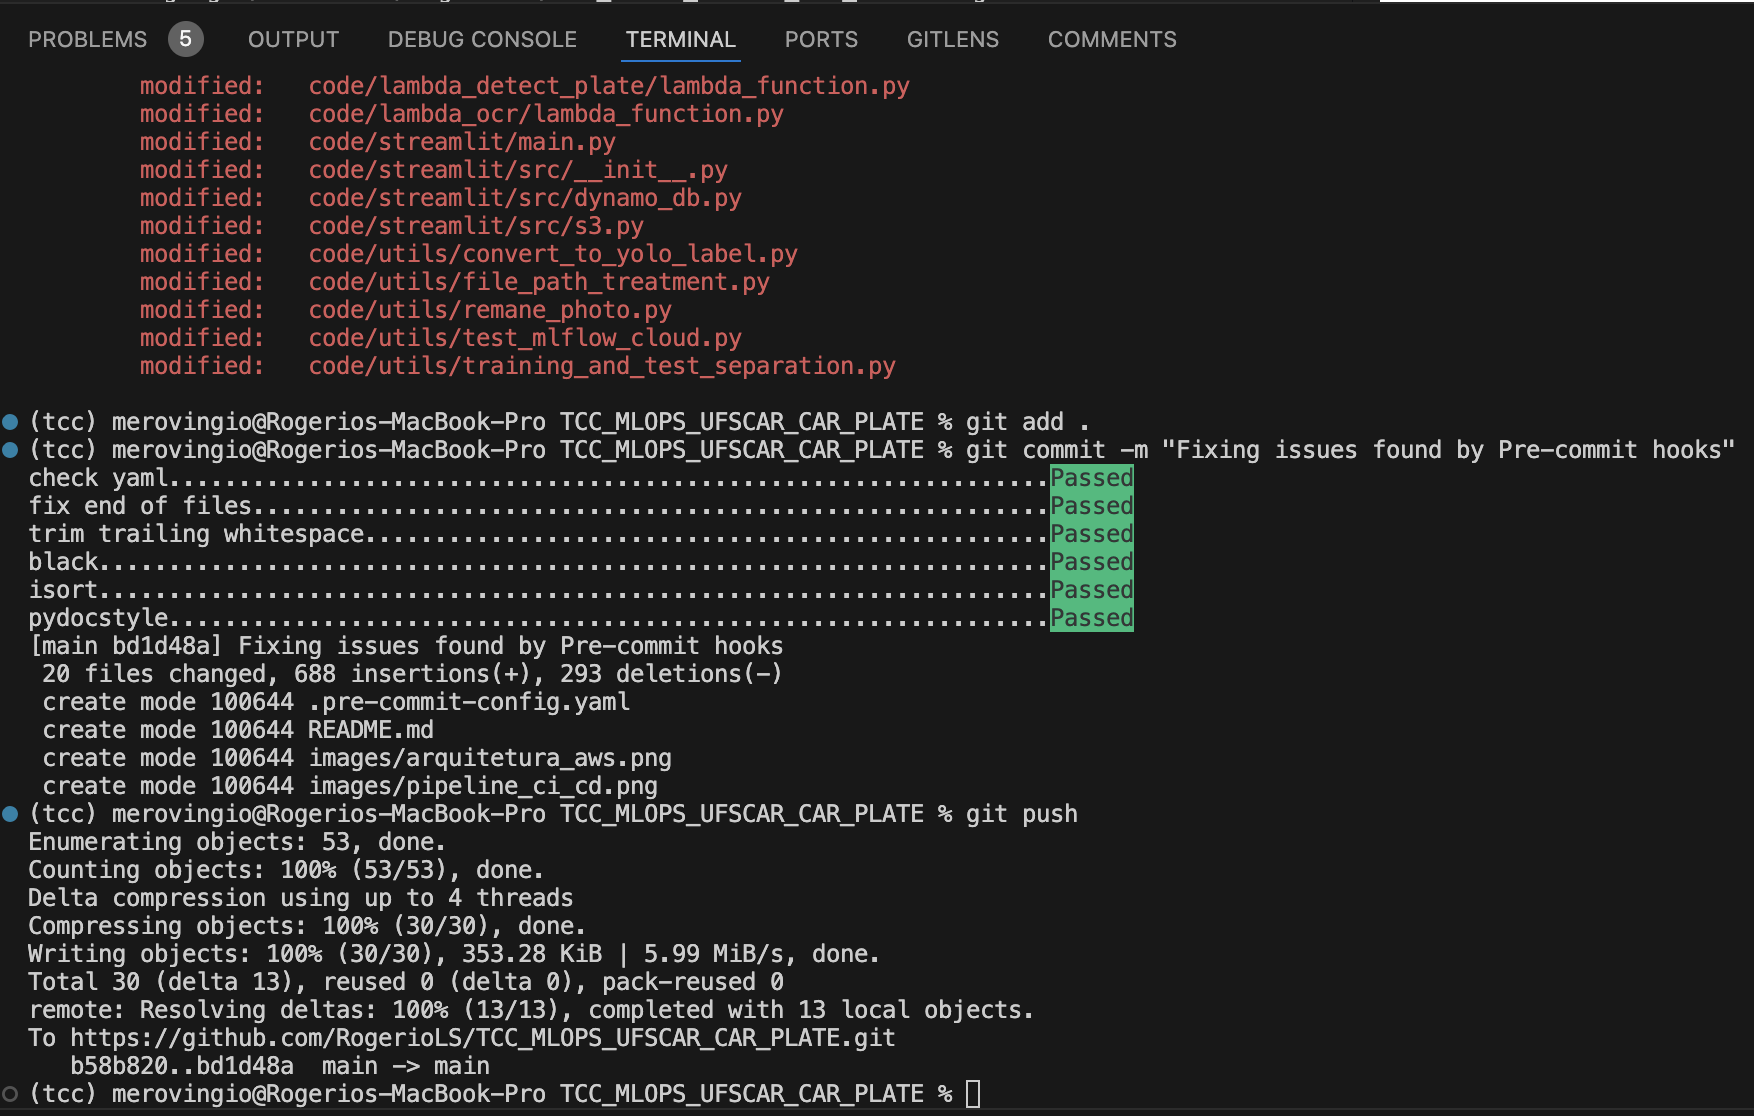 PROBLEMS 5 OUTPUT DEBUG CONSOLE TERMINAL PORTS GITLENS COMMENTS
modified: code/lambda_detect_plate/lambda_function.py
modified: code/lambda_ocr/lambda_function.py
modified: code/streamlit/main.py
modified: code/streamlit/src/__init__.py
modified: code/streamlit/src/dynamo_db.py
modified: code/streamlit/src/s3.py
modified: code/utils/convert_to_yolo_label.py
modified: code/utils/file_path_treatment.py
modified: code/utils/remane_photo.py
modified: code/utils/test_mlflow_cloud.py
modified: code/utils/training_and_test_separation.py
(tcc) merovingio@Rogerios-MacBook-Pro TCC_MLOPS_UFSCAR_CAR_PLATE % git add .
(tcc) merovingio@Rogerios-MacBook-Pro TCC_MLOPS_UFSCAR_CAR_PLATE % git commit -m "Fixing issues found by Pre-commit hooks"
check yaml...............................................................Passed
fix end of files.........................................................Passed
trim trailing whitespace.................................................Passed
black....................................................................Passed
isort....................................................................Passed
pydocstyle...............................................................Passed
[main bd1d48a] Fixing issues found by Pre-commit hooks
20 files changed, 688 insertions(+), 293 deletions(-)
create mode 100644 .pre-commit-config.yaml
create mode 100644 README.md
create mode 100644 images/arquitetura_aws.png
create mode 100644 images/pipeline_ci_cd.png
(tcc) merovingio@Rogerios-MacBook-Pro TCC_MLOPS_UFSCAR_CAR_PLATE % git push
Enumerating objects: 53, done.
Counting objects: 100% (53/53), done.
Delta compression using up to 4 threads
Compressing objects: 100% (30/30), done.
Writing objects: 100% (30/30), 353.28 KiB | 5.99 MiB/s, done.
Total 30 (delta 13), reused 0 (delta 0), pack-reused 0
remote: Resolving deltas: 100% (13/13), completed with 13 local objects.
To https://github.com/RogerioLS/TCC_MLOPS_UFSCAR_CAR_PLATE.git
b58b820..bd1d48a main -> main
(tcc) merovingio@Rogerios-MacBook-Pro TCC_MLOPS_UFSCAR_CAR_PLATE %